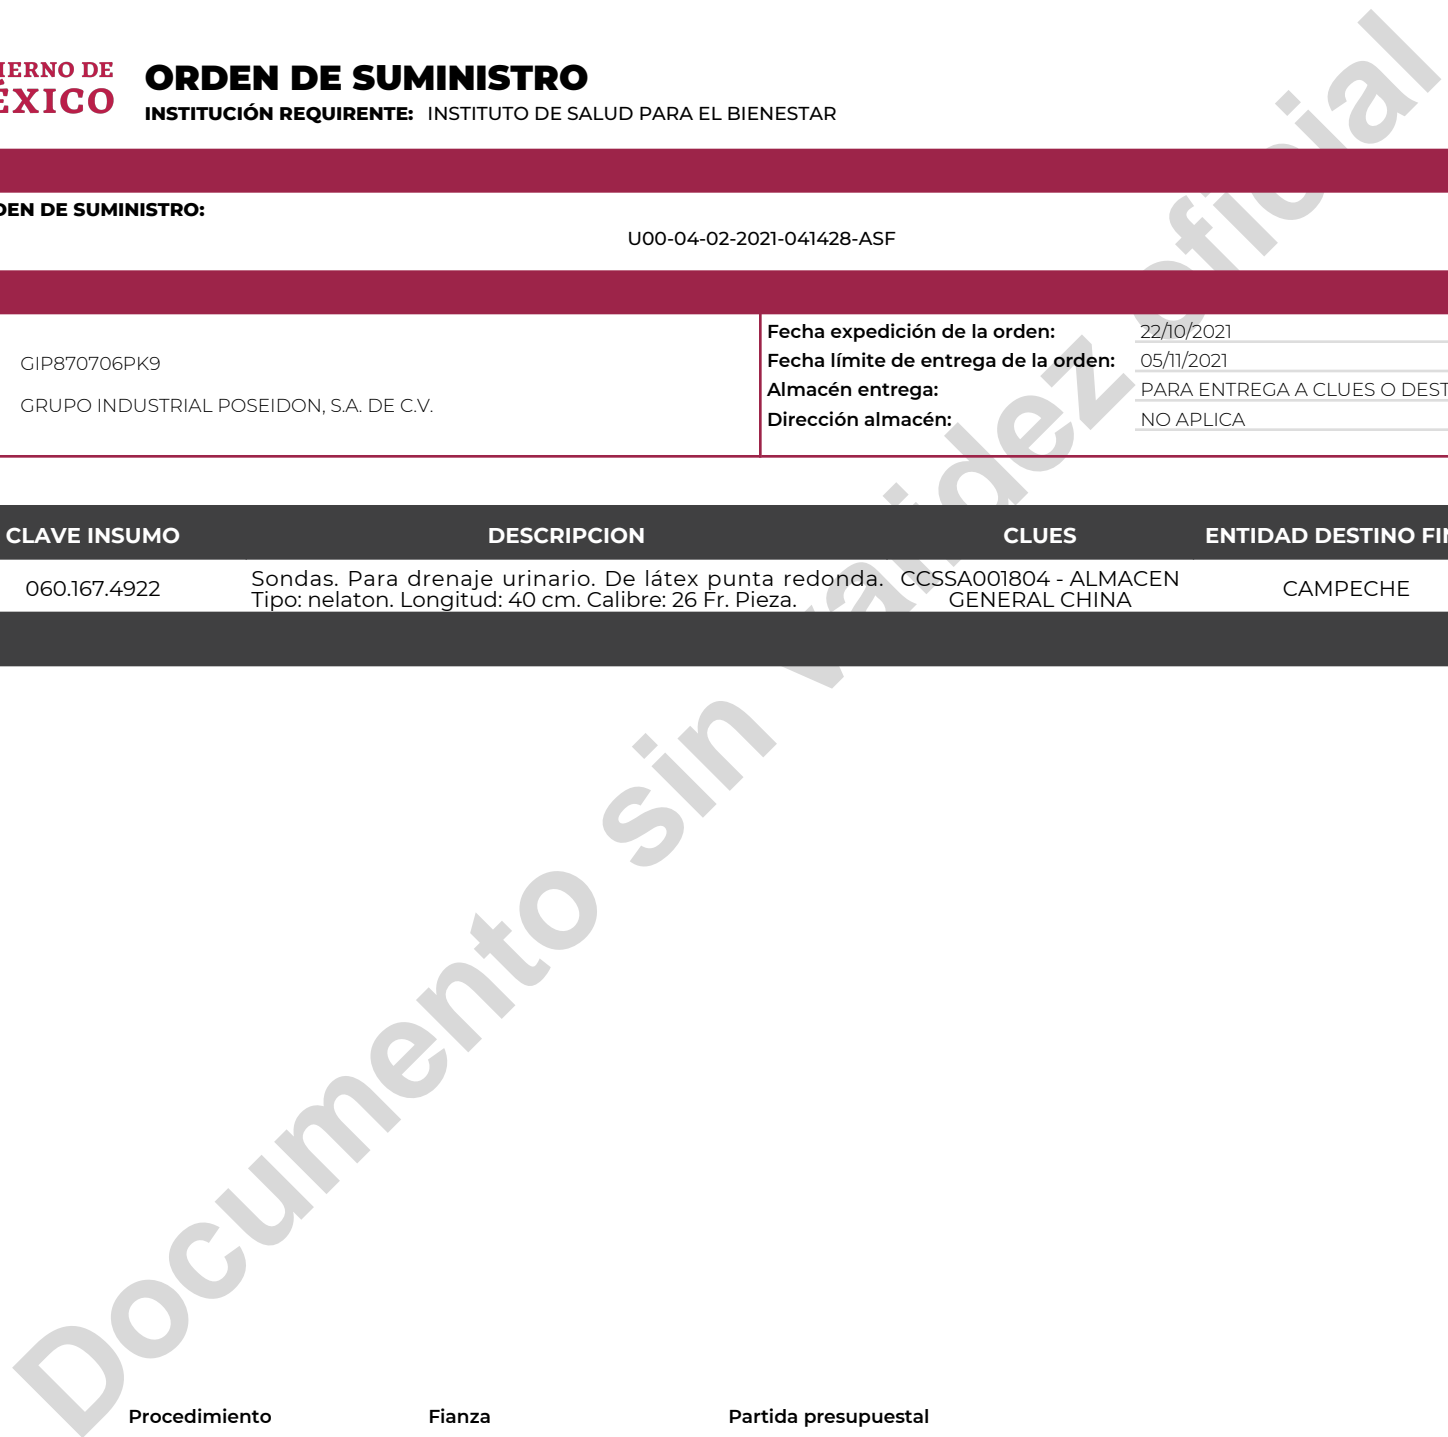 IERNO DE
ÉXICO
ORDEN DE SUMINISTRO
INSTITUCIÓN REQUIRENTE: INSTITUTO DE SALUD PARA EL BIENESTAR
DEN DE SUMINISTRO:
U00-04-02-2021-041428-ASF
GIP870706PK9
GRUPO INDUSTRIAL POSEIDON, S.A. DE C.V.
Fecha expedición de la orden: 22/10/2021
Fecha límite de entrega de la orden: 05/11/2021
Almacén entrega: PARA ENTREGA A CLUES O DEST
Dirección almacén: NO APLICA
CLAVE INSUMO DESCRIPCION CLUES ENTIDAD DESTINO FIN
060.167.4922 Sondas. Para drenaje urinario. De látex punta redonda. CCSSA001804 - ALMACEN CAMPECHE
Tipo: nelaton. Longitud: 40 cm. Calibre: 26 Fr. Pieza. GENERAL CHINA
Documento sin validez oficial
Procedimiento Fianza Partida presupuestal